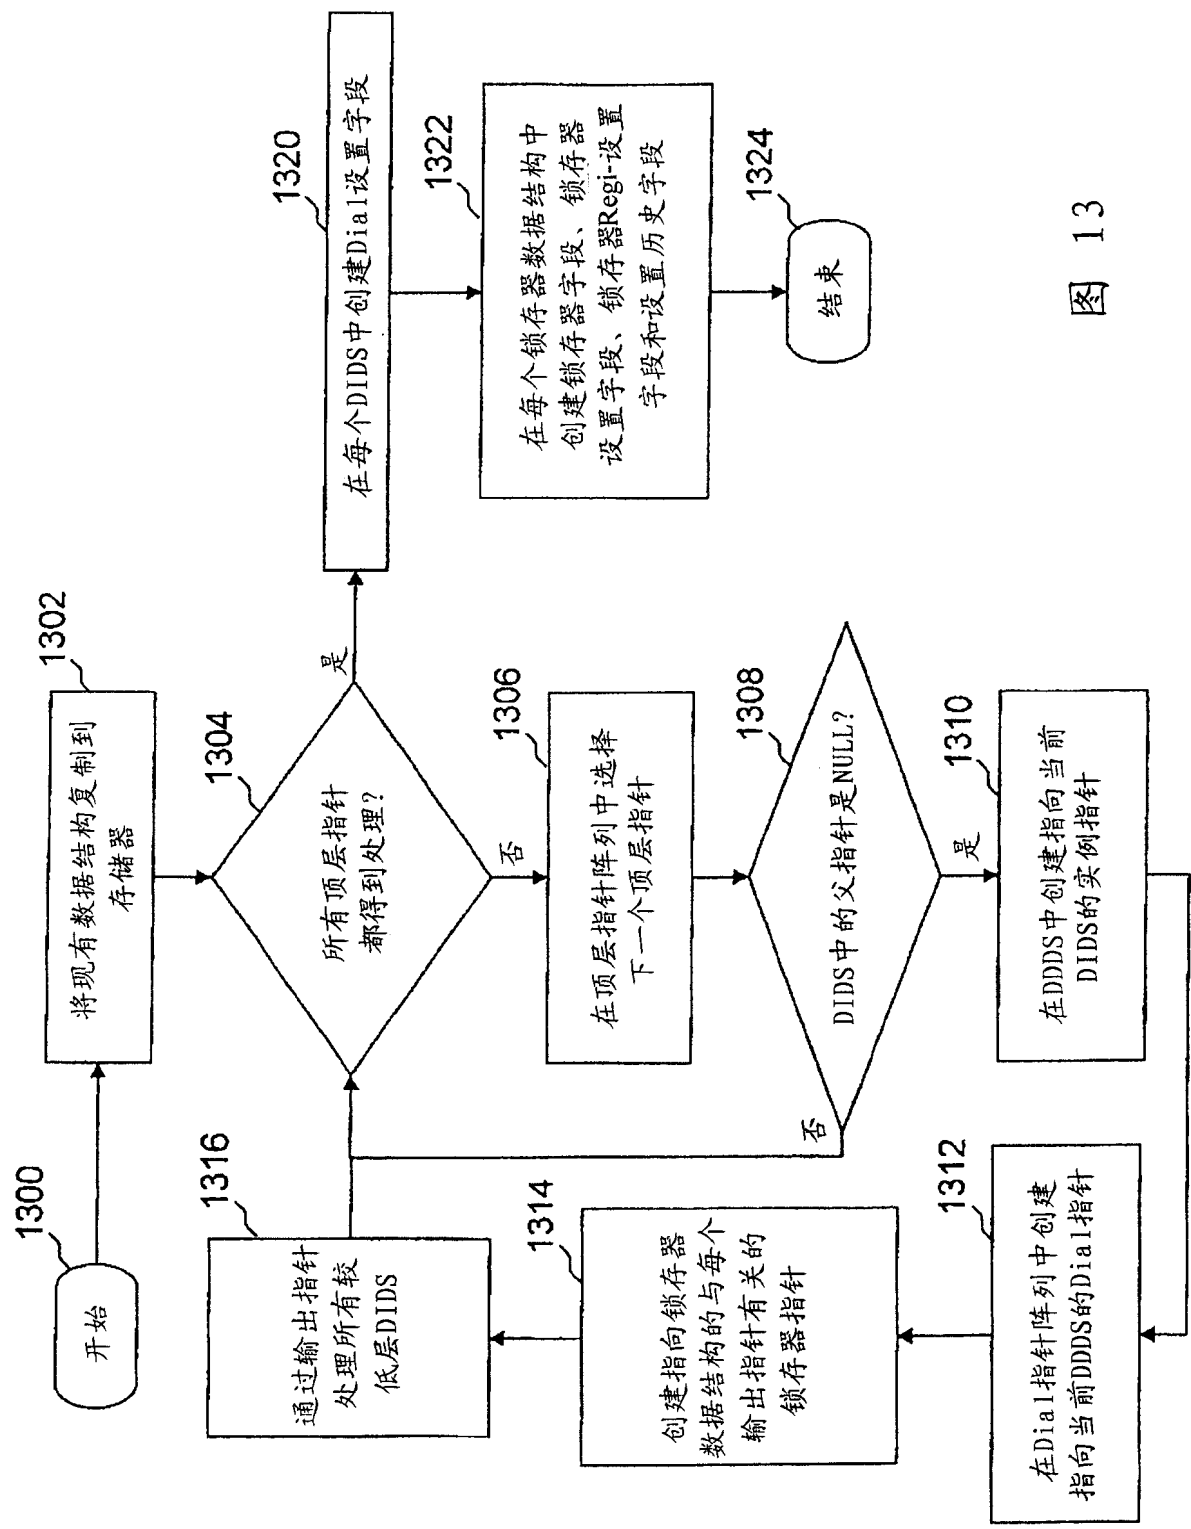 1300
开始
1302
将现有数据结构复制到
存储器
1304
所有顶层指针
都得到处理？
是
否
1306
在顶层指针阵列中选择
下一个顶层指针
1308
DIDS中的父指针是NULL？
否
是
1310
在DDDS中创建指向当前
DIDS的实例指针
1312
在Dial指针阵列中创建
指向当前DDDS的Dial指针
1314
创建指向锁存器
数据结构的与每个
输出指针有关的
锁存器指针
1316
通过输出指针
处理所有较
低层DIDS
1320
在每个DIDS中创建Dial设置字段
1322
在每个锁存器数据结构中
创建锁存器字段、锁存器
设置字段、锁存器Regi-设置
字段和设置历史字段
1324
结束
图 13